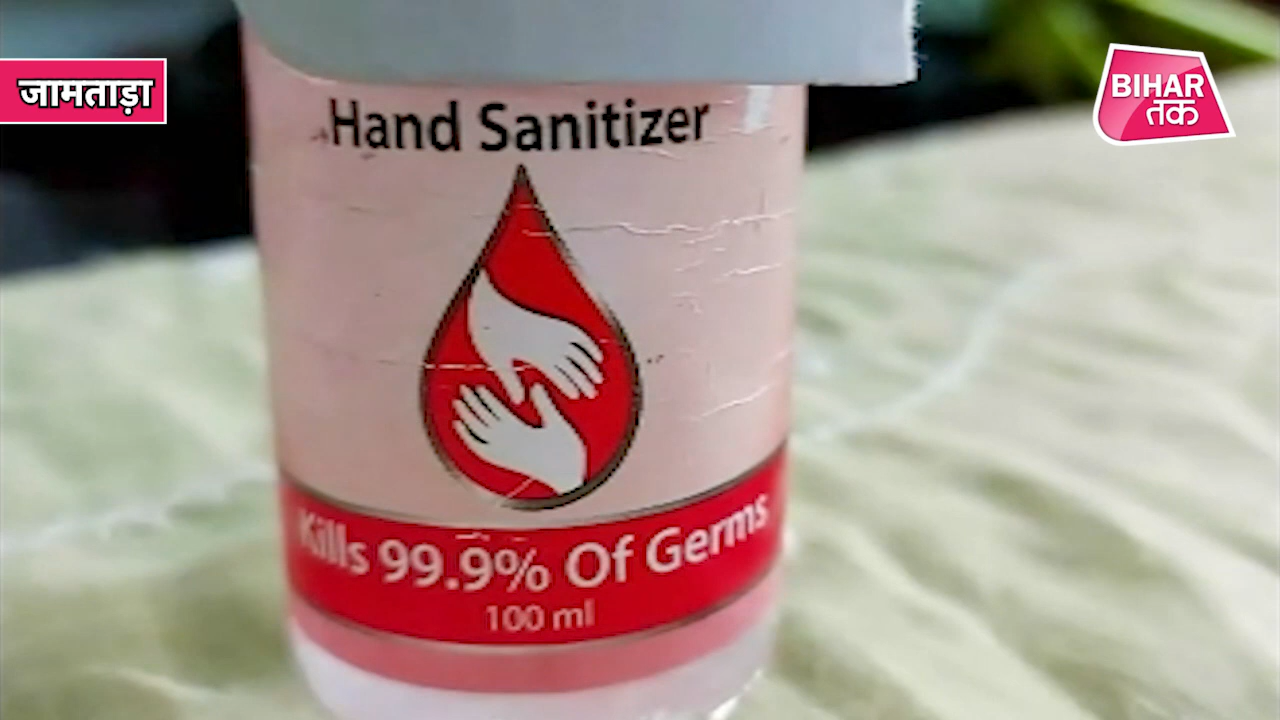 जामताड़ा
BIHAR
तक
Hand Sanitizer
Kills 99.9% Of Germs
100 ml